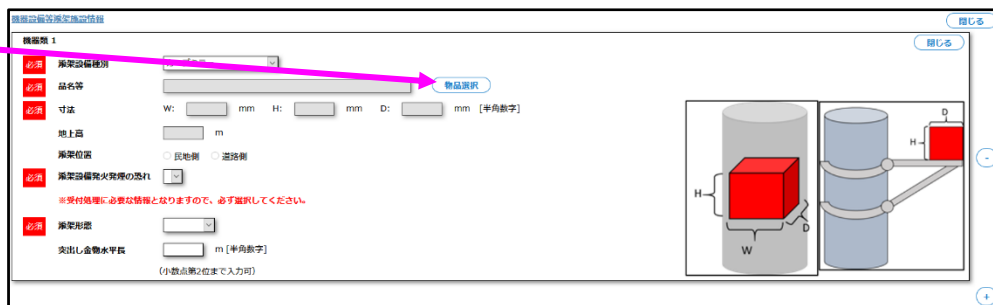 機器設備等添架施設情報 閉じる
機器類 1 閉じる
必須 添架設備種別
必須 品名等 物品選択
必須 寸法 W: mm H: mm D: mm [半角数字]
地上高 m
添架位置 民地側 道路側
必須 添架設備発火発煙の恐れ
※受付処理に必要な情報となりますので、必ず選択してください。
必須 添架形態
突出し金物水平長 m [半角数字]
(小数点第2位まで入力可)
H
W
D
D
H
-
+